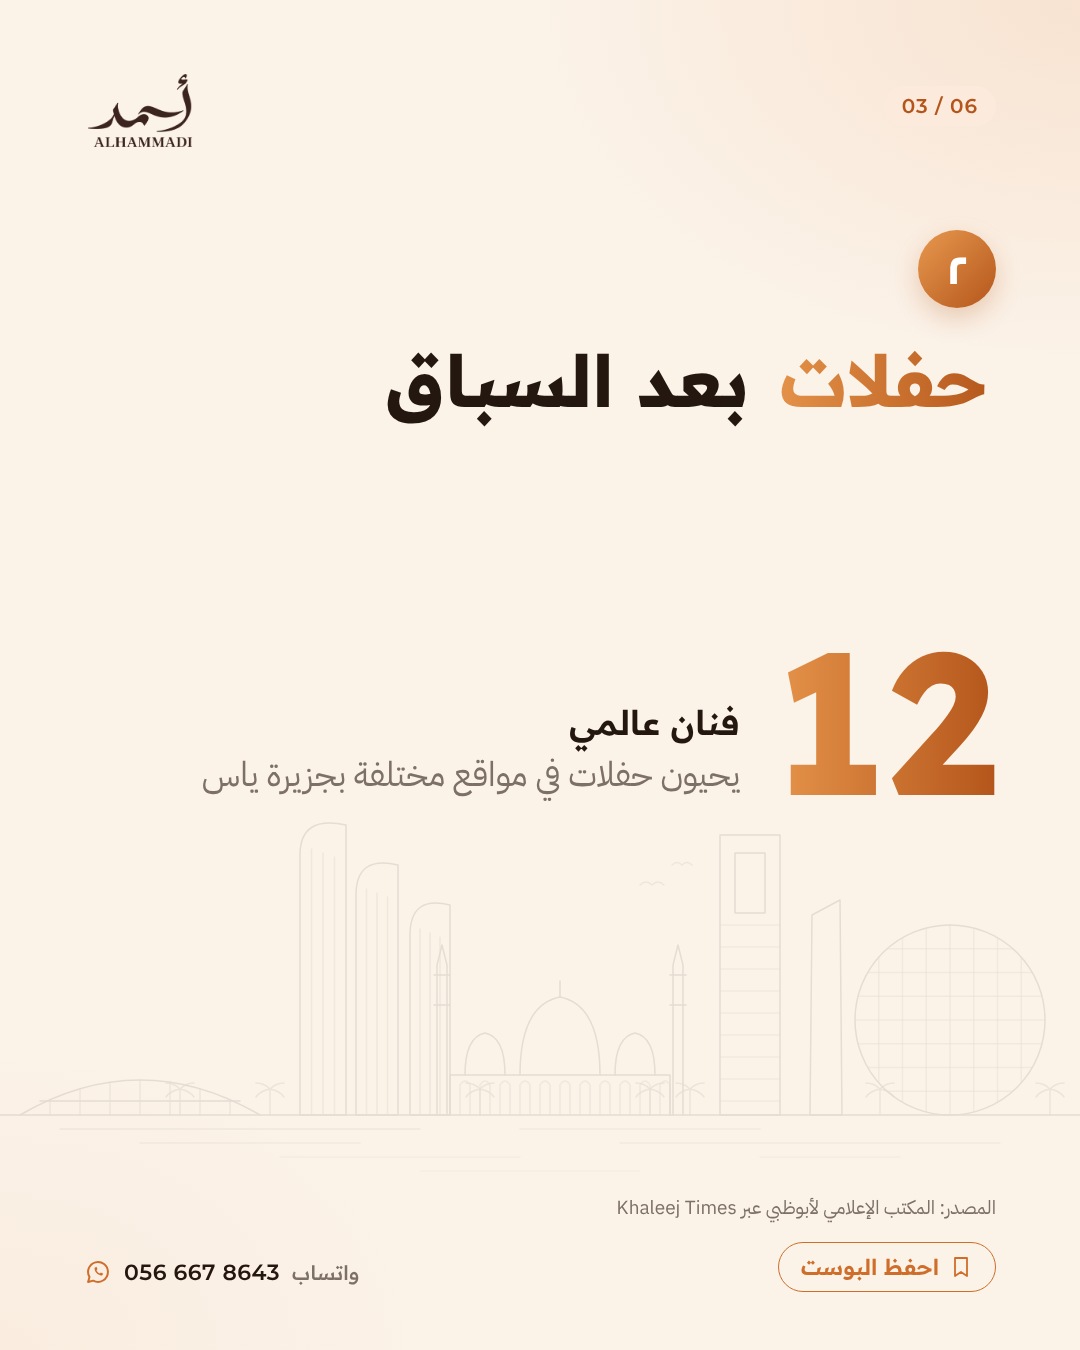 أحمد
ALHAMMADI
03 / 06
٢
حفلات بعد السباق
12
فنان عالمي
يحيون حفلات في مواقع مختلفة بجزيرة ياس
المصدر: المكتب الإعلامي لأبوظبي عبر Khaleej Times
احفظ البوست
واتساب 056 667 8643